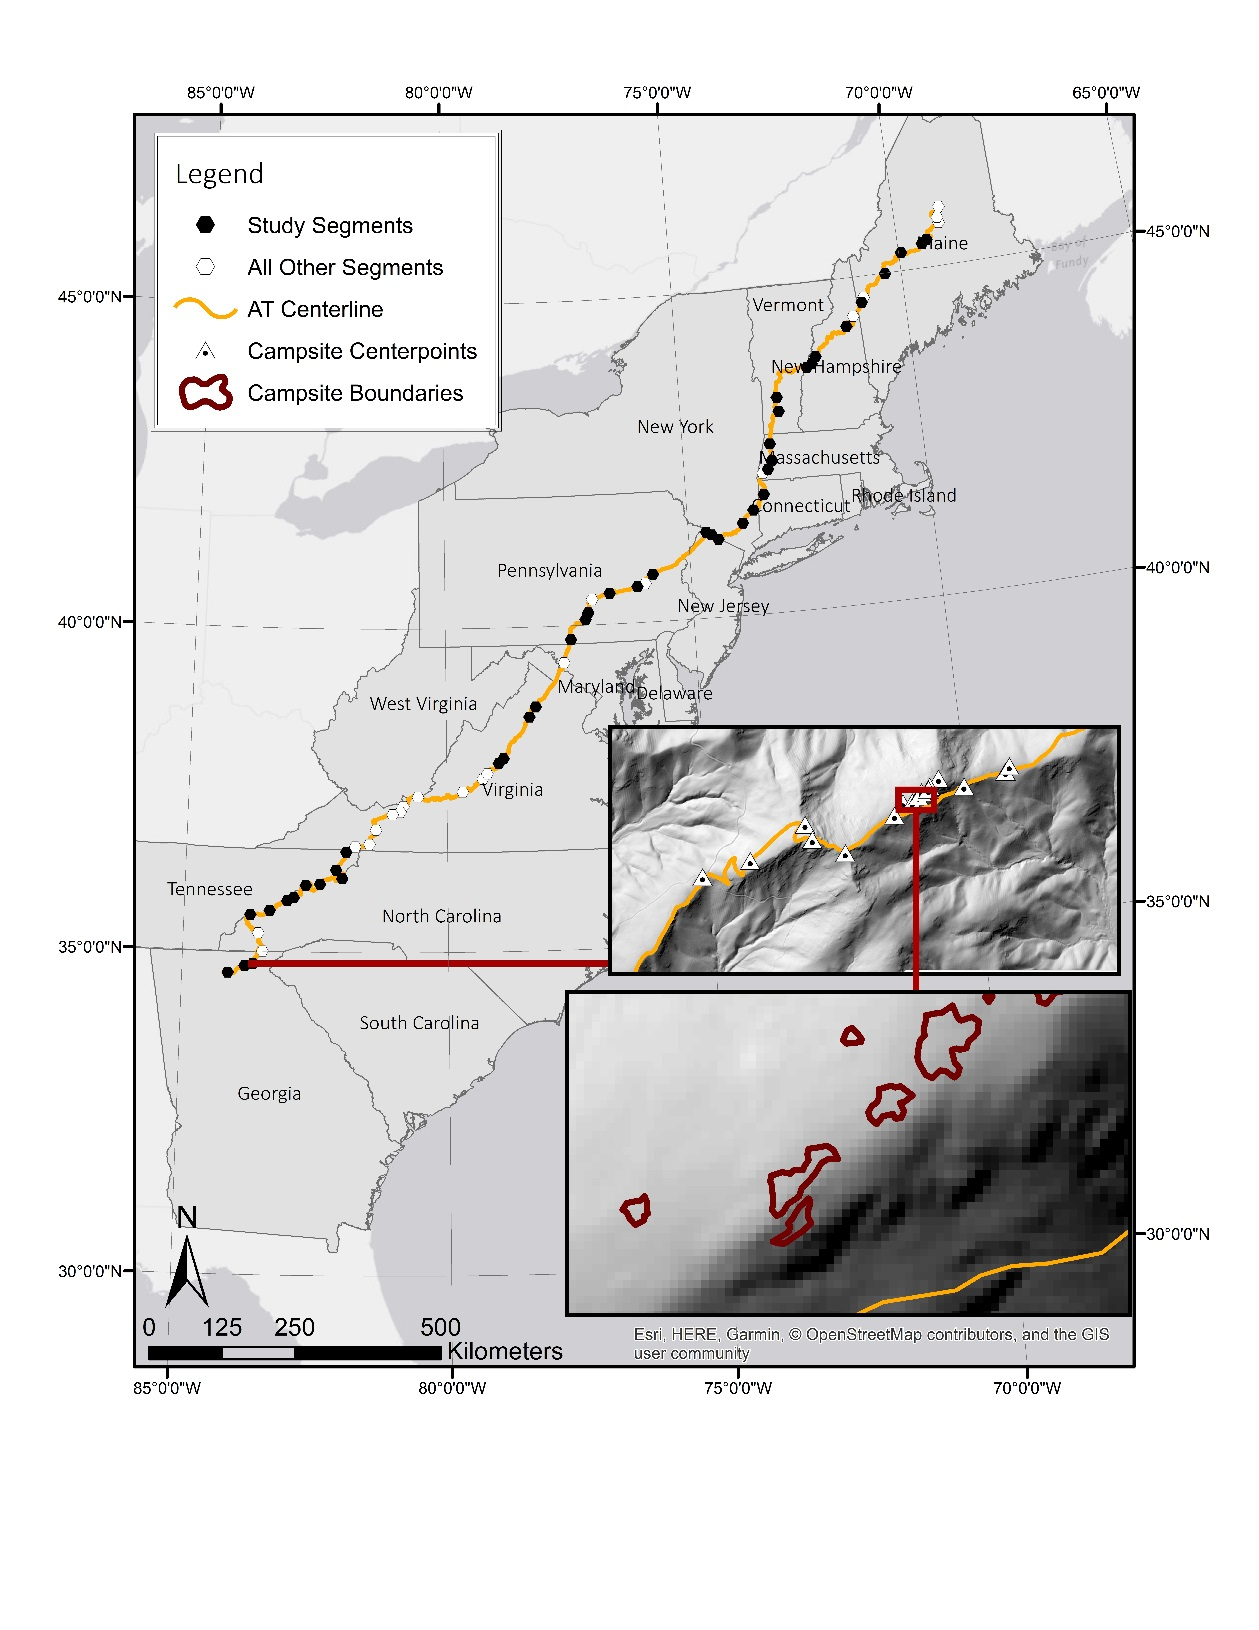 85°0'0"W 80°0'0"W 75°0'0"W 70°0'0"W 65°0'0"W
Legend
Study Segments
All Other Segments
AT Centerline
Campsite Centerpoints
Campsite Boundaries
45°0'0"N
45°0'0"N
40°0'0"N
40°0'0"N
35°0'0"N
35°0'0"N
30°0'0"N
30°0'0"N
Maine
Bay of
Fundy
Vermont
New Hampshire
New York
Massachusetts
Connecticut
Rhode Island
Pennsylvania
New Jersey
Maryland
Delaware
West Virginia
Virginia
Tennessee
North Carolina
South Carolina
Georgia
N
0 125 250 500
Kilometers
Esri, HERE, Garmin, © OpenStreetMap contributors, and the GIS
user community
85°0'0"W 80°0'0"W 75°0'0"W 70°0'0"W